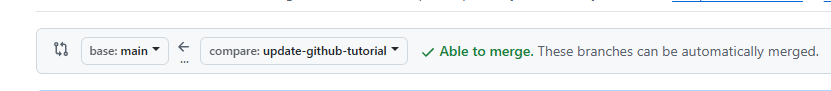 base: main ← compare: update-github-tutorial ✓ Able to merge. These branches can be automatically merged.
...